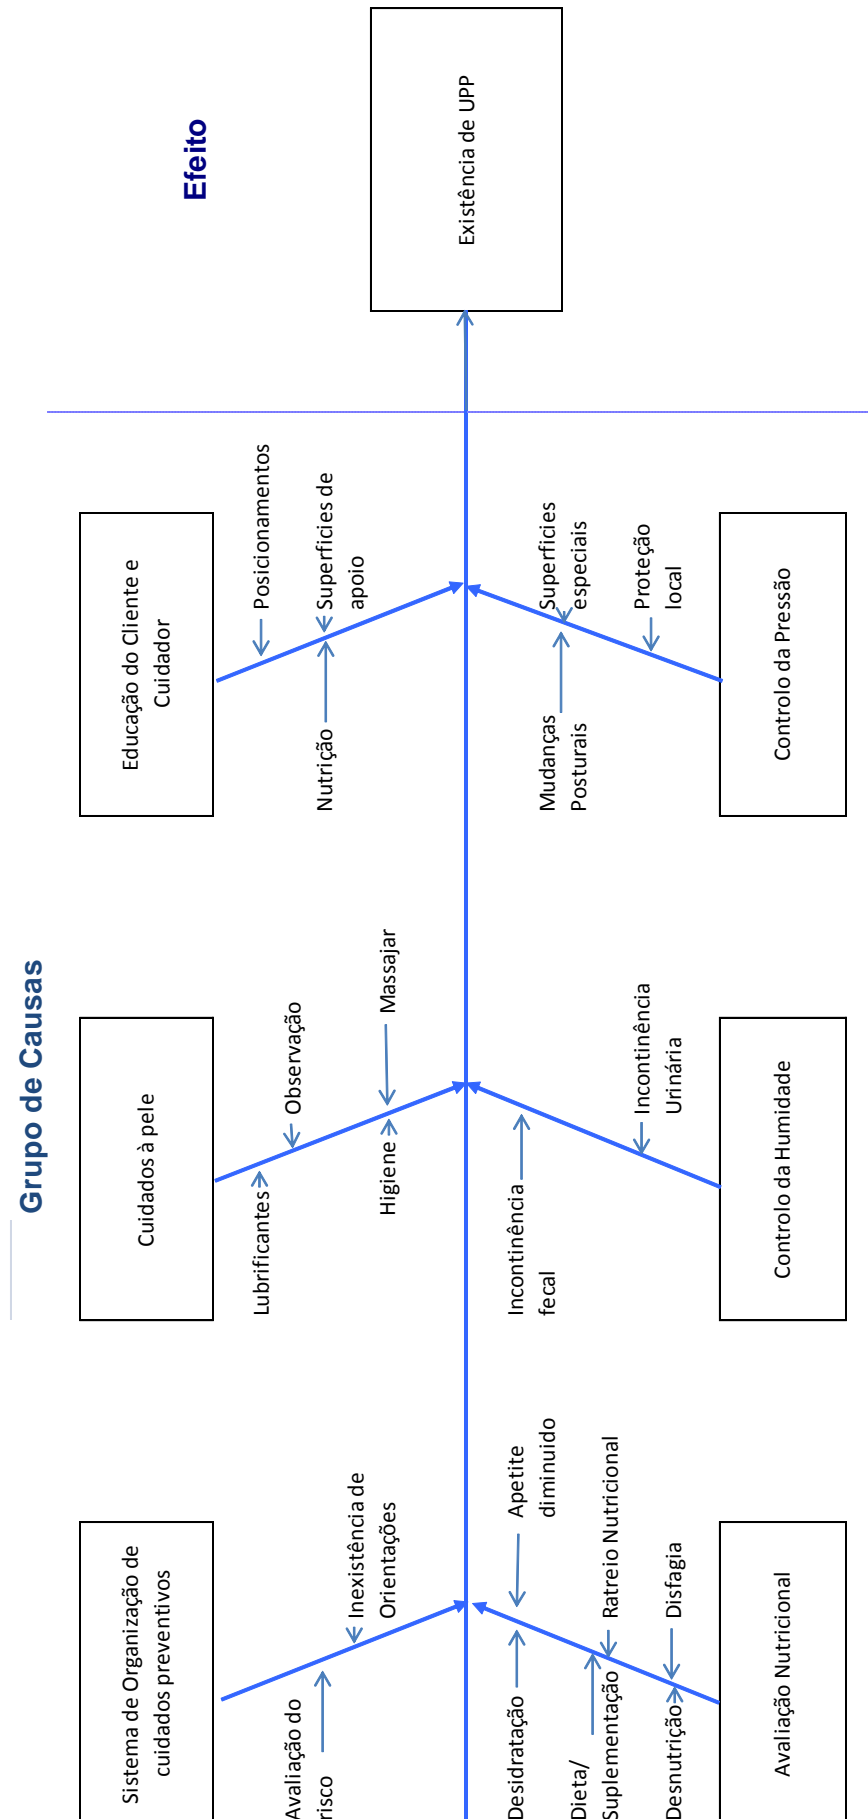 Grupo de Causas
Efeito
Sistema de Organização de
cuidados preventivos
Avaliação do
risco
Inexistência de
Orientações
Cuidados à pele
Lubrificantes
Observação
Higiene
Massajar
Educação do Cliente e
Cuidador
Posicionamentos
Nutrição
Superficies de
apoio
Existência de UPP
Desidratação
Apetite
diminuido
Dieta/
Suplementação
Ratreio Nutricional
Desnutrição
Disfagia
Avaliação Nutricional
Incontinência
fecal
Incontinência
Urinária
Controlo da Humidade
Mudanças
Posturais
Superficies
especiais
Proteção
local
Controlo da Pressão